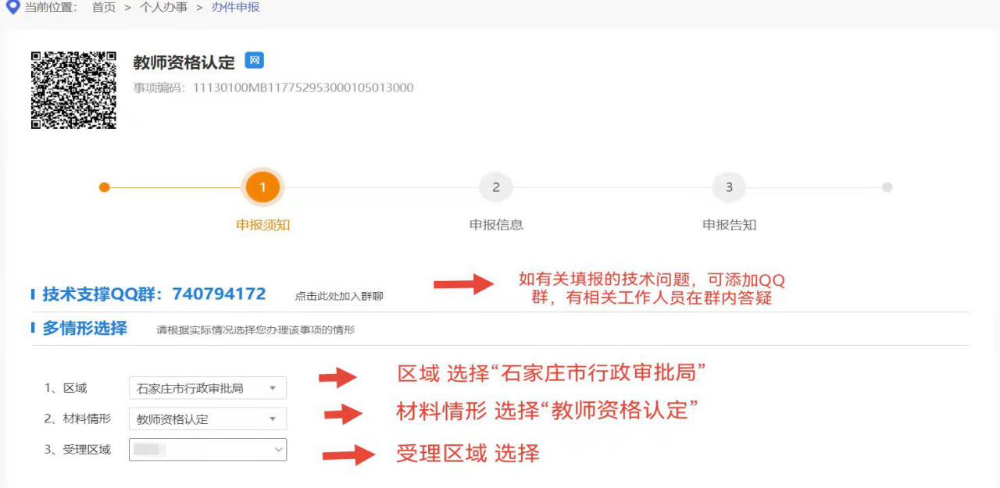 当前位置： 首页 > 个人办事 > 办件申报
教师资格认定 网
事项编码：11130100MB117752953000105013000
1 2 3
申报须知 申报信息 申报告知
技术支撑QQ群：740794172 点击此处加入群聊
如有关填报的技术问题，可添加QQ
群，有相关工作人员在群内答疑
多情形选择 请根据实际情况选择您办理该事项的情形
1、区域 石家庄市行政审批局 区域 选择“石家庄市行政审批局”
2、材料情形 教师资格认定 材料情形 选择“教师资格认定”
3、受理区域 受理区域 选择